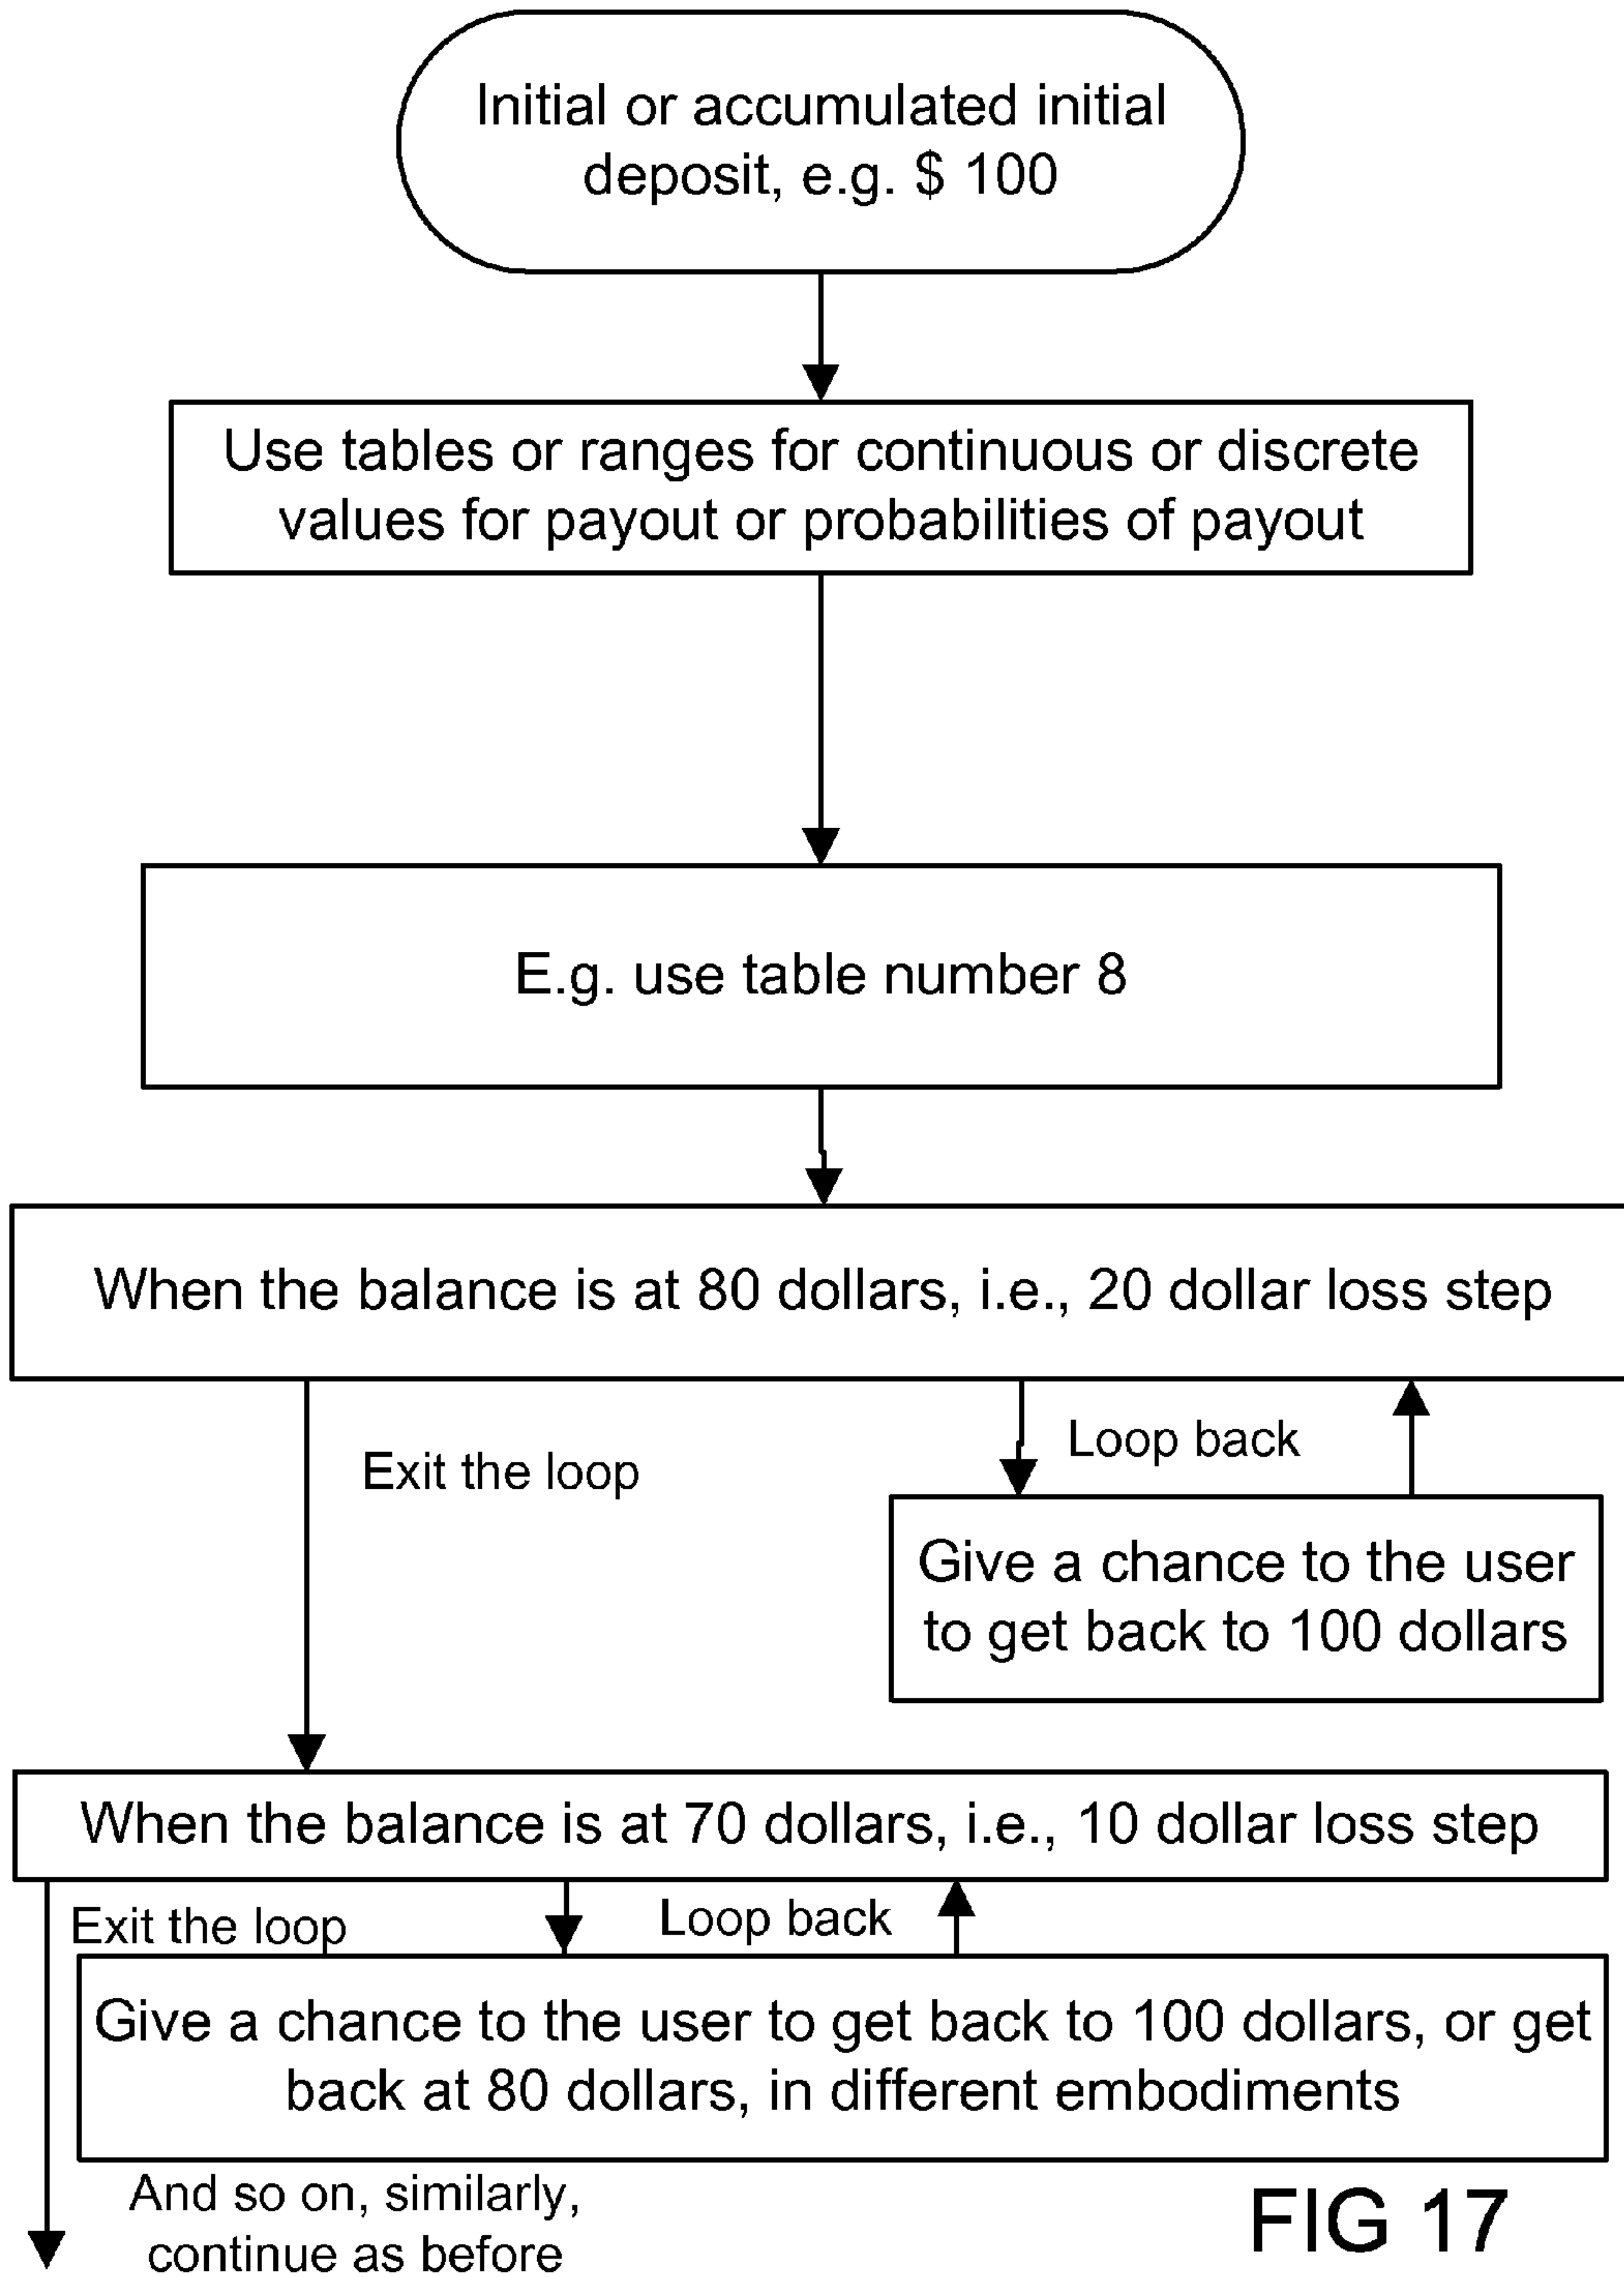 Initial or accumulated initial
deposit, e.g. $ 100
Use tables or ranges for continuous or discrete
values for payout or probabilities of payout
E.g. use table number 8
When the balance is at 80 dollars, i.e., 20 dollar loss step
Loop back
Exit the loop
Give a chance to the user
to get back to 100 dollars
When the balance is at 70 dollars, i.e., 10 dollar loss step
Exit the loop
Loop back
Give a chance to the user to get back to 100 dollars, or get
back at 80 dollars, in different embodiments
And so on, similarly,
continue as before
FIG 17